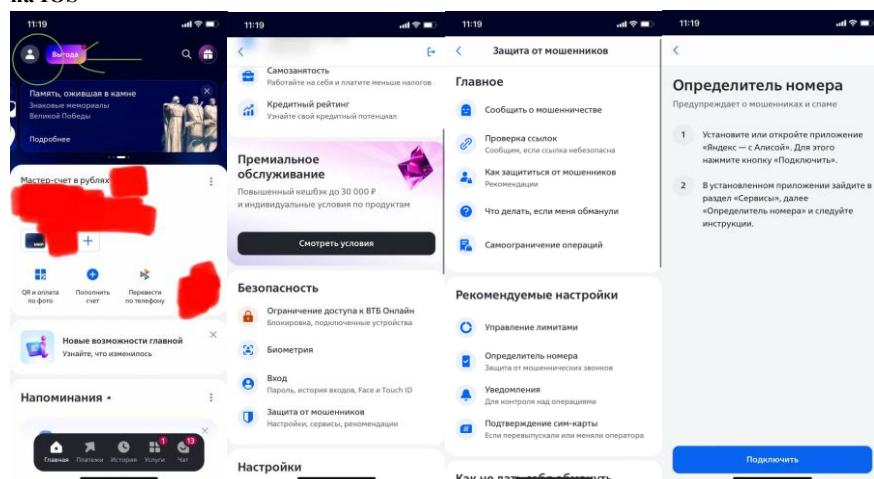 на iOS
11:19
Выгода
Память, ожившая в камне
Знаковые мемориалы
Великой Победы
Подробнее
Мастер-счет в рублях
МИР
QR и оплата
по фото
Пополнить
счет
Перевести
по телефону
Новые возможности главной
Узнайте, что изменилось
Напоминания
1
13
Главная
Платежи
История
Услуги
Чат
11:19
Самозанятость
Работайте на себя и платите меньше налогов
Кредитный рейтинг
Узнайте свой кредитный потенциал
Премиальное
обслуживание
Повышенный кешбэк до 30 000 ₽
и индивидуальные условия по продуктам
Смотреть условия
Безопасность
Ограничение доступа к ВТБ Онлайн
Блокировка, подключенные устройства
Биометрия
Вход
Пароль, история входов, Face и Touch ID
Защита от мошенников
Настройки, сервисы, рекомендации
Настройки
11:19
Защита от мошенников
Главное
Сообщить о мошенничестве
Проверка ссылок
Сообщим, если ссылка небезопасна
Как защититься от мошенников
Рекомендации
Что делать, если меня обманули
Самоограничение операций
Рекомендуемые настройки
Управление лимитами
Определитель номера
Защита от мошеннических звонков
Уведомления
Для контроля над операциями
Подтверждение сим-карты
Если перевыпускали или меняли оператора
Как не дать себя обмануть
11:19
Определитель номера
Предупреждает о мошенниках и спаме
1 Установите или откройте приложение
«Яндекс — с Алисой». Для этого
нажмите кнопку «Подключить».
2 В установленном приложении зайдите в
раздел «Сервисы», далее
«Определитель номера» и следуйте
инструкции.
Подключить